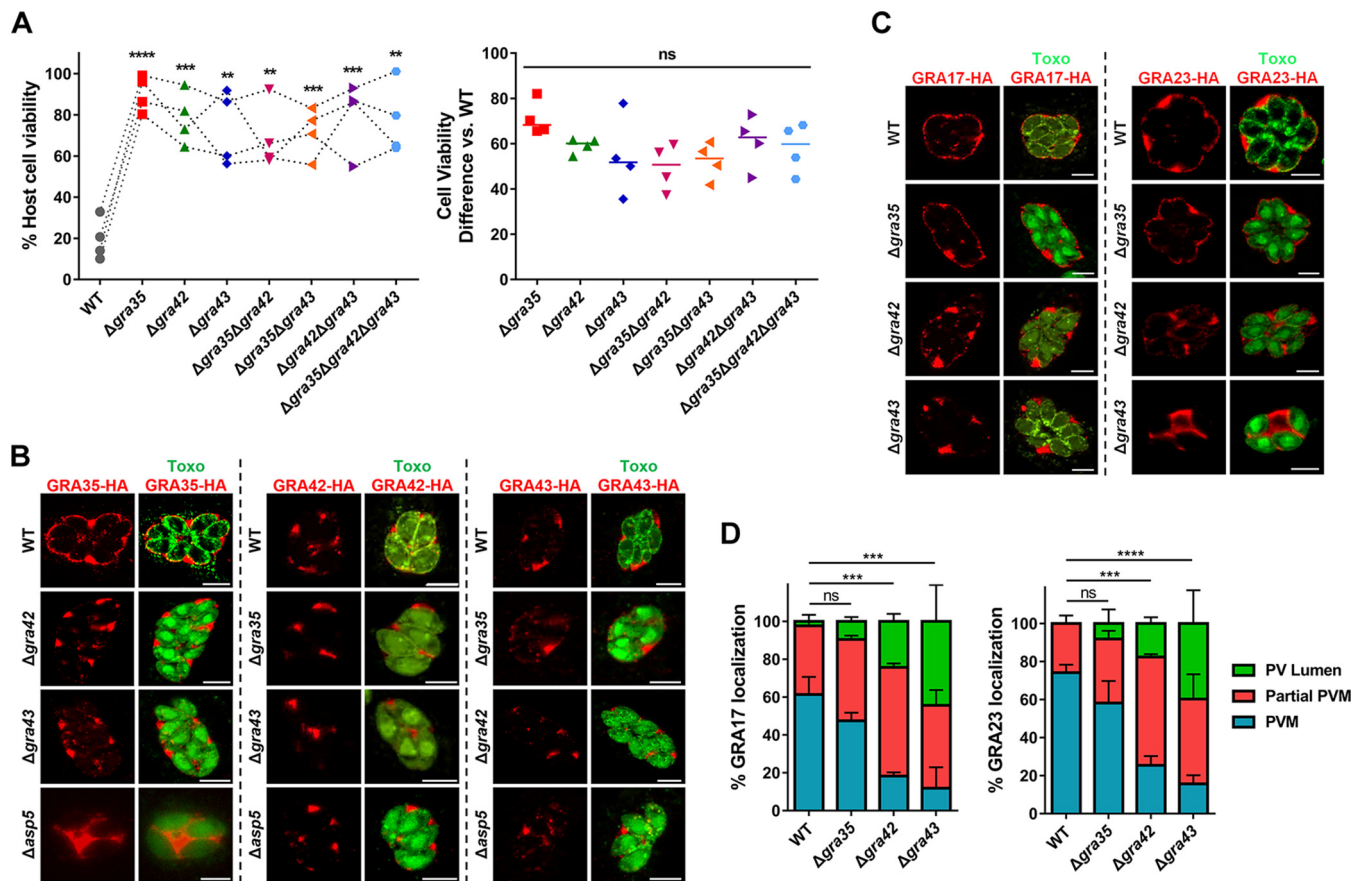 A
% Host cell viability
100
80
60
40
20
0
****
***
**
**
***
***
**
WT
Δgra35
Δgra42
Δgra43
Δgra35Δgra42
Δgra35Δgra43
Δgra42Δgra43
Δgra35Δgra42Δgra43
Cell Viability
Difference vs. WT
100
80
60
40
20
0
ns
Δgra35
Δgra42
Δgra43
Δgra35Δgra42
Δgra35Δgra43
Δgra42Δgra43
Δgra35Δgra42Δgra43
B
Toxo
GRA35-HA GRA35-HA
WT
Δgra42
Δgra43
Δasp5
Toxo
GRA42-HA GRA42-HA
WT
Δgra35
Δgra43
Δasp5
Toxo
GRA43-HA GRA43-HA
WT
Δgra35
Δgra42
Δasp5
C
Toxo
GRA17-HA GRA17-HA
WT
Δgra35
Δgra42
Δgra43
Toxo
GRA23-HA GRA23-HA
WT
Δgra35
Δgra42
Δgra43
D
% GRA17 localization
100
80
60
40
20
0
***
***
ns
WT
Δgra35
Δgra42
Δgra43
% GRA23 localization
100
80
60
40
20
0
****
***
ns
WT
Δgra35
Δgra42
Δgra43
PV Lumen
Partial PVM
PVM